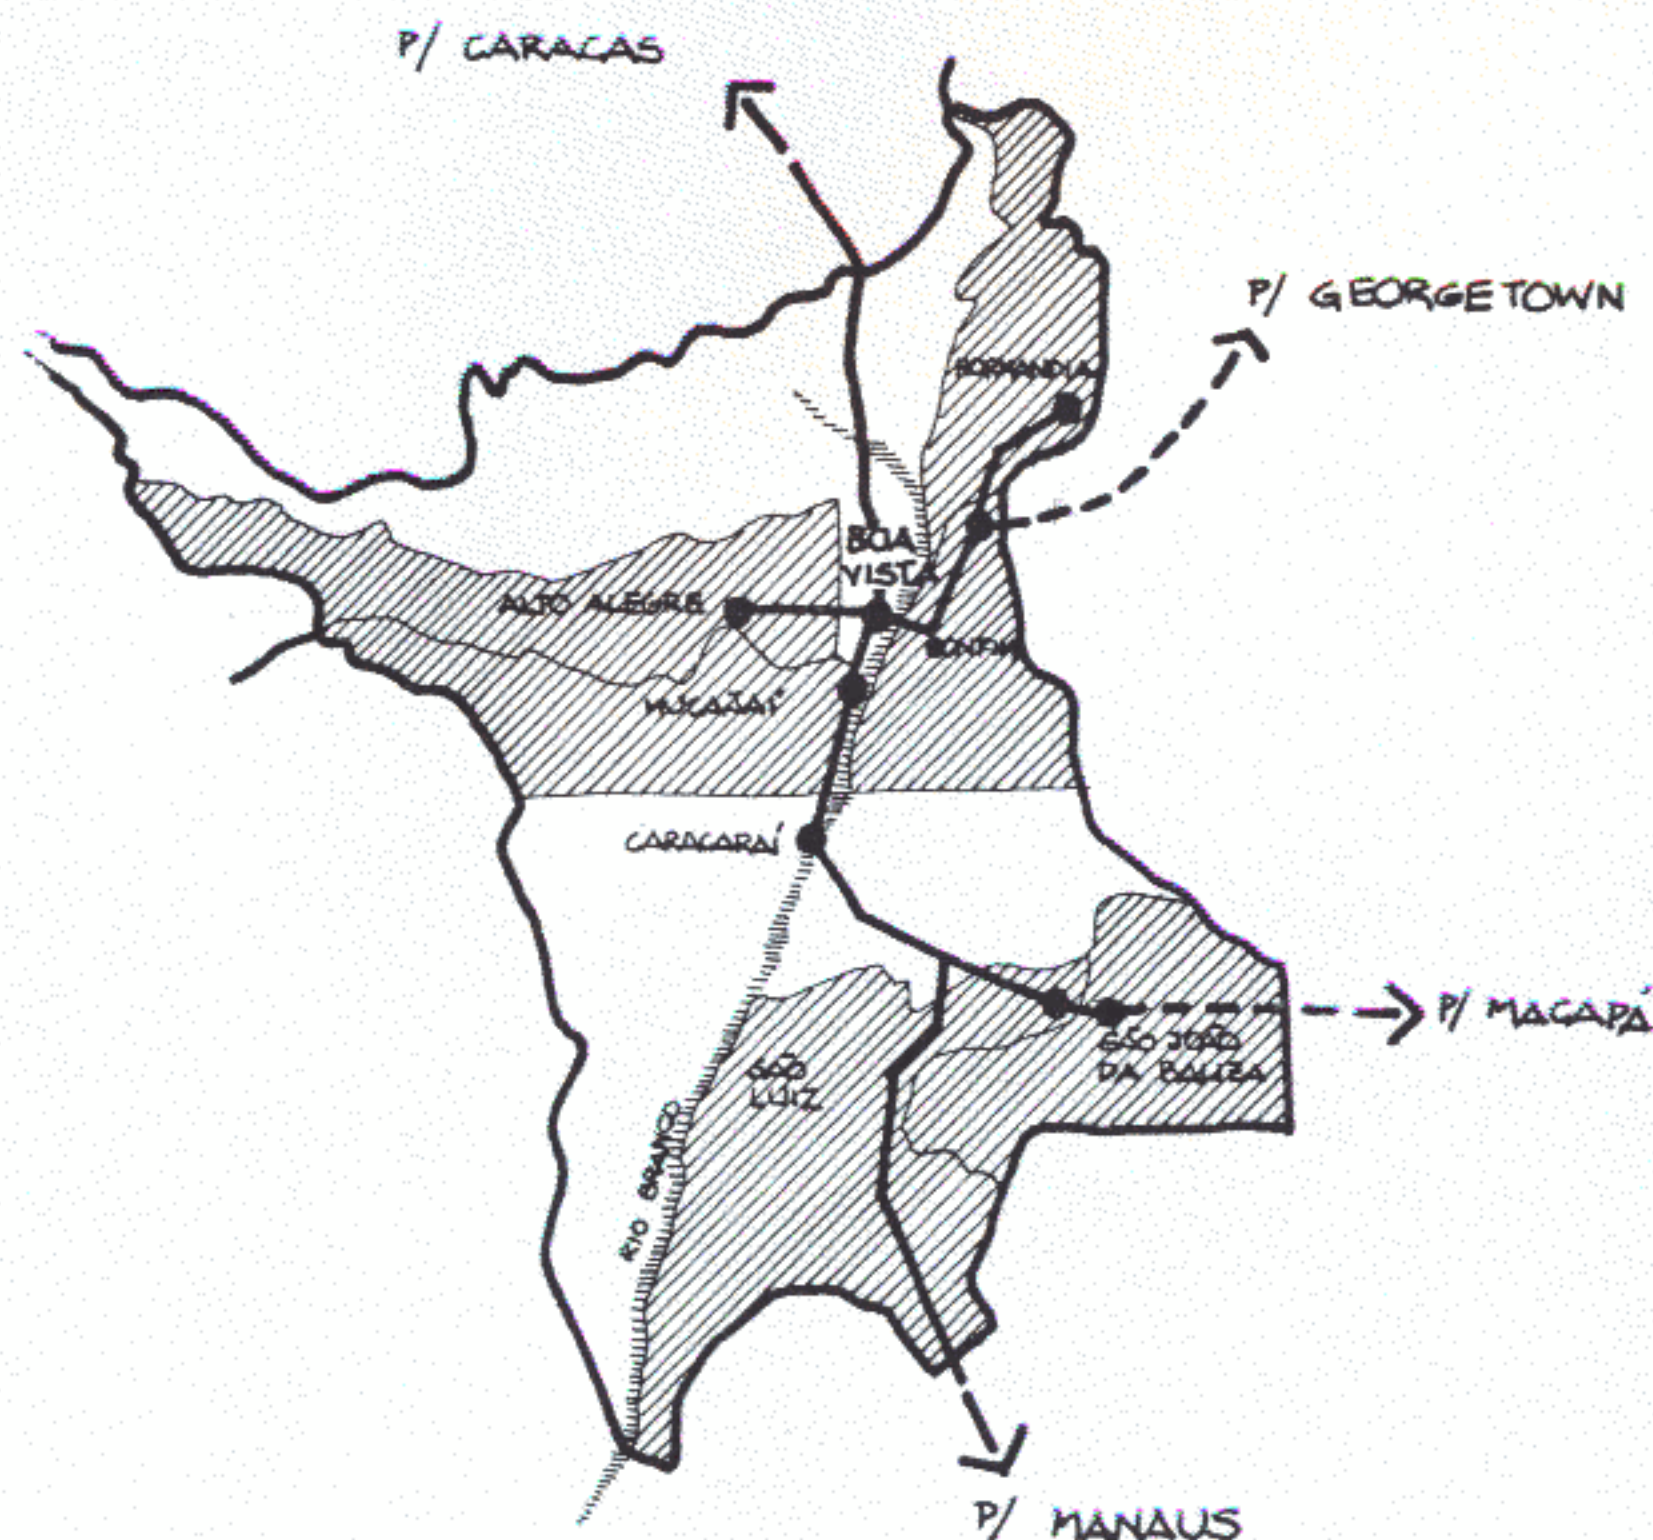 P/ CARACAS
P/ GEORGETOWN
NORMANDIA
BOA
VISTA
ALTO ALEGRE
BONFIM
MUCAJAÍ
CARACARAÍ
P/ MACAPÁ
SÃO JOÃO
DA BALIZA
SÃO
LUIZ
RIO BRANCO
P/ MANAUS